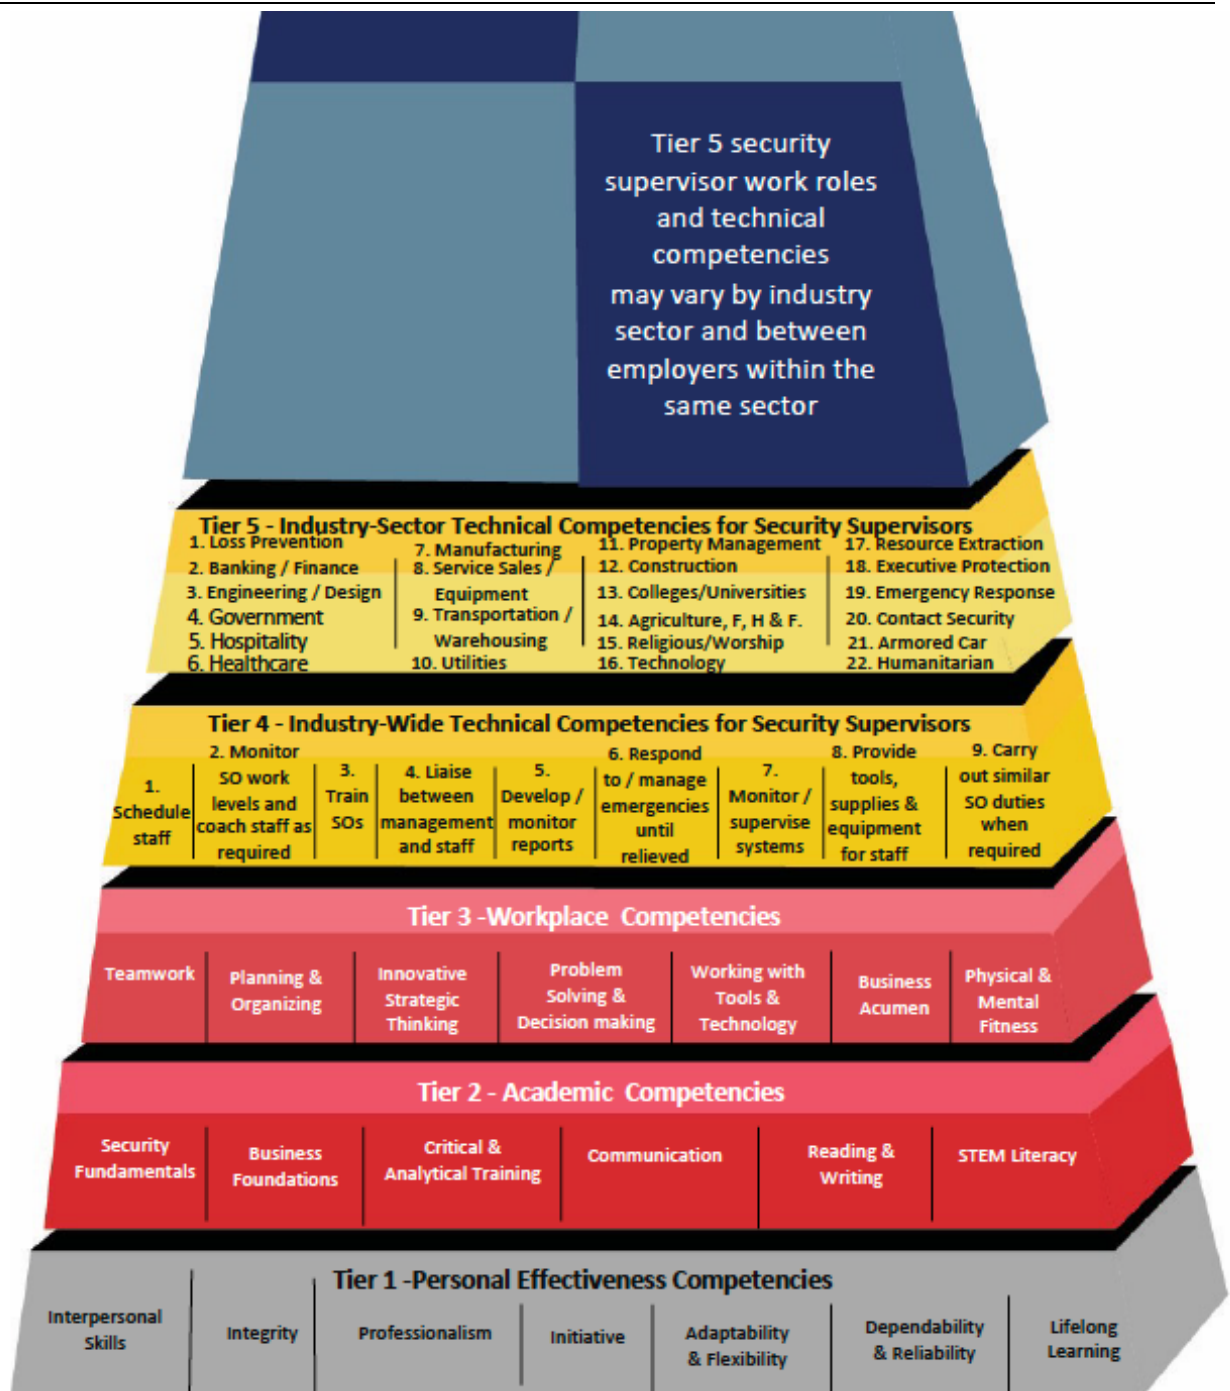 Tier 5 security
supervisor work roles
and technical
competencies
may vary by industry
sector and between
employers within the
same sector
Tier 5 - Industry-Sector Technical Competencies for Security Supervisors
1. Loss Prevention
2. Banking / Finance
3. Engineering / Design
4. Government
5. Hospitality
6. Healthcare
7. Manufacturing
8. Service Sales /
Equipment
9. Transportation /
Warehousing
10. Utilities
11. Property Management
12. Construction
13. Colleges/Universities
14. Agriculture, F, H & F.
15. Religious/Worship
16. Technology
17. Resource Extraction
18. Executive Protection
19. Emergency Response
20. Contact Security
21. Armored Car
22. Humanitarian
Tier 4 - Industry-Wide Technical Competencies for Security Supervisors
1.
Schedule
staff
2. Monitor
SO work
levels and
coach staff as
required
3.
Train
SOs
4. Liaise
between
management
and staff
5.
Develop /
monitor
reports
6. Respond
to / manage
emergencies
until
relieved
7.
Monitor /
supervise
systems
8. Provide
tools,
supplies &
equipment
for staff
9. Carry
out similar
SO duties
when
required
Tier 3 -Workplace Competencies
Teamwork
Planning &
Organizing
Innovative
Strategic
Thinking
Problem
Solving &
Decision making
Working with
Tools &
Technology
Business
Acumen
Physical &
Mental
Fitness
Tier 2 - Academic Competencies
Security
Fundamentals
Business
Foundations
Critical &
Analytical Training
Communication
Reading &
Writing
STEM Literacy
Tier 1 -Personal Effectiveness Competencies
Interpersonal
Skills
Integrity
Professionalism
Initiative
Adaptability
& Flexibility
Dependability
& Reliability
Lifelong
Learning